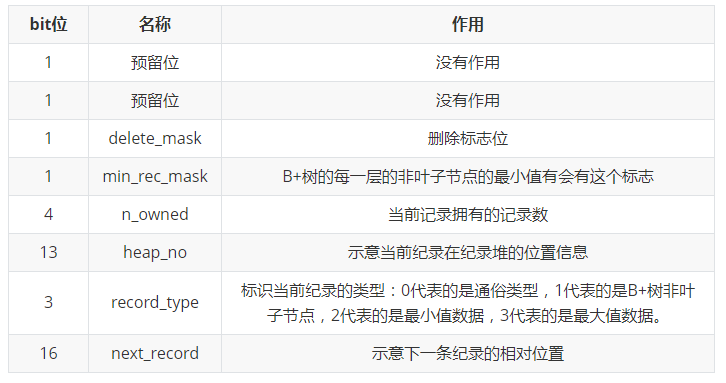 bit位 名称 作用
1 预留位 没有作用
1 预留位 没有作用
1 delete_mask 删除标志位
1 min_rec_mask B+树的每一层的非叶子节点的最小值有会有这个标志
4 n_owned 当前记录拥有的记录数
13 heap_no 示意当前纪录在纪录堆的位置信息
3 record_type 标识当前纪录的类型：0代表的是通俗类型，1代表的是B+树非叶
子节点，2代表的是最小值数据，3代表的是最大值数据。
16 next_record 示意下一条纪录的相对位置